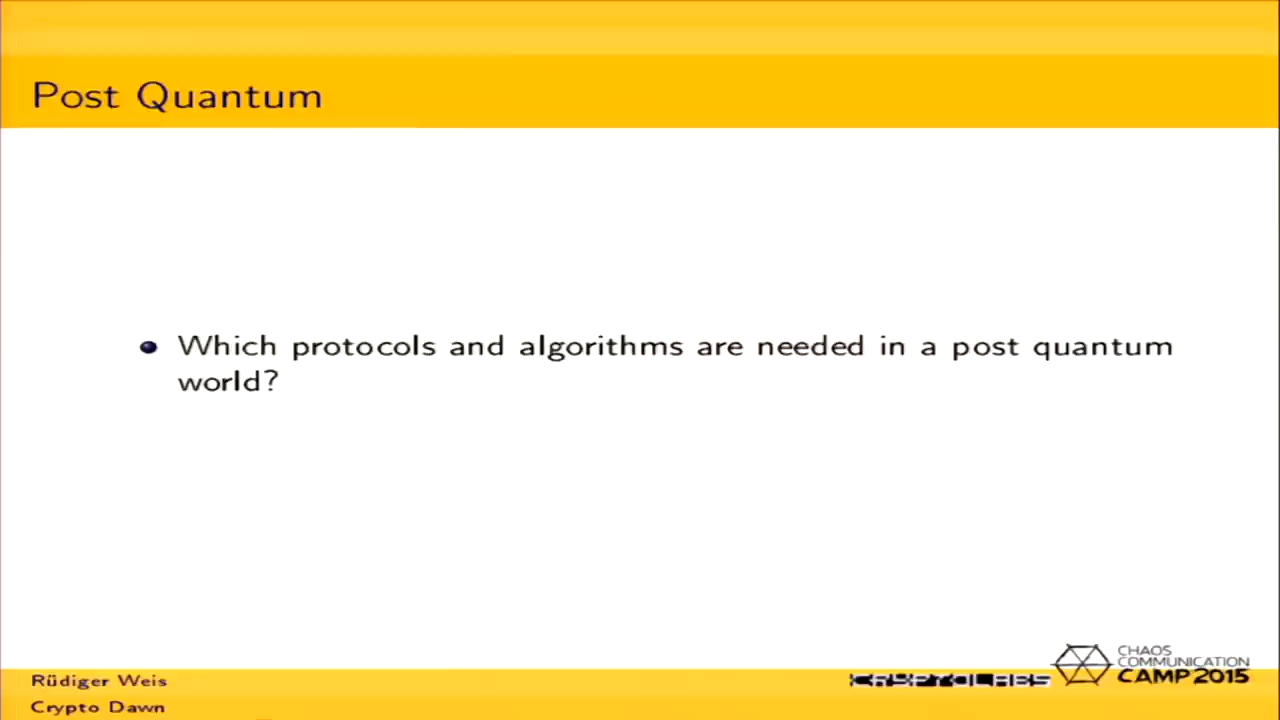 Post Quantum
Which protocols and algorithms are needed in a post quantum
world?
Rüdiger Weis
Crypto Dawn
CRYPTOLABS
CHAOS
COMMUNICATION
CAMP 2015